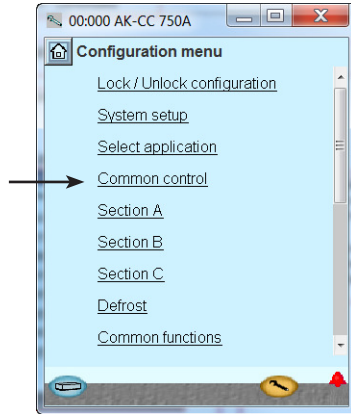 00:000 AK-CC 750A
Configuration menu
Lock / Unlock configuration
System setup
Select application
Common control
Section A
Section B
Section C
Defrost
Common functions